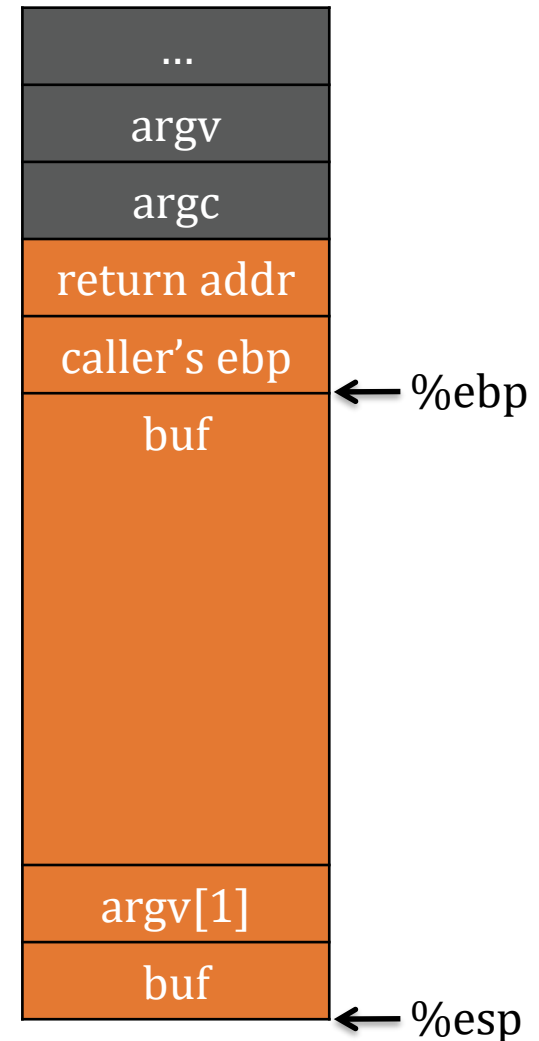 ...
argv
argc
return addr
caller’s ebp
%ebp
buf
argv[1]
buf
%esp